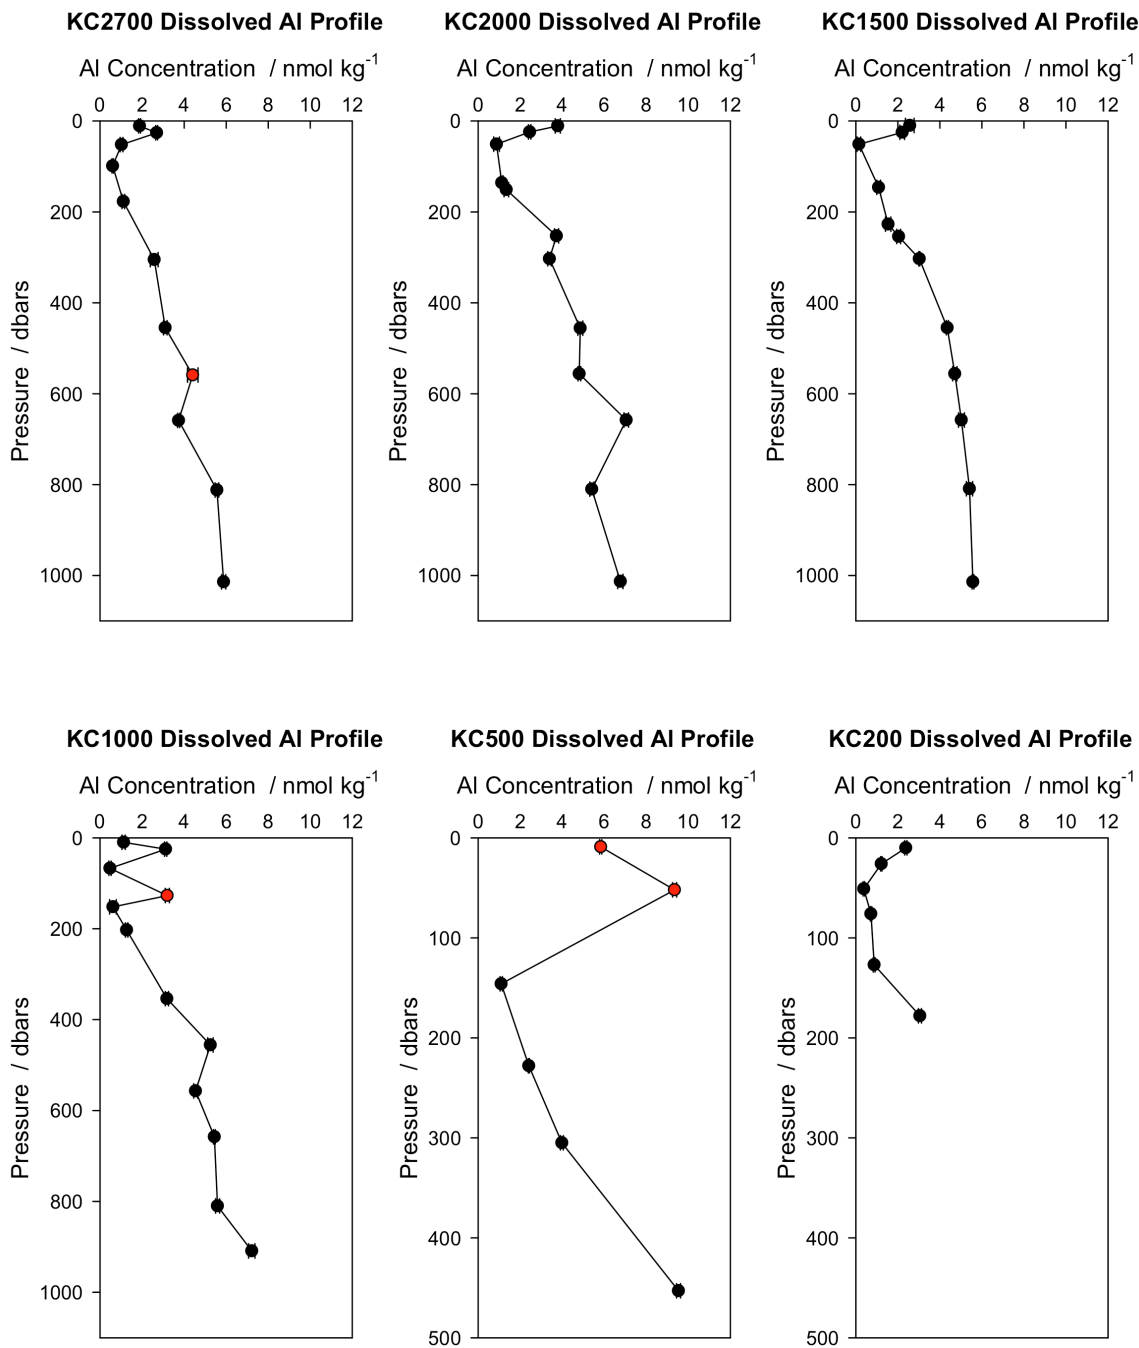 KC2700 Dissolved Al Profile
Al Concentration / nmol kg-1
0 2 4 6 8 10 12
0
200
400
600
800
1000
Pressure / dbars
KC2000 Dissolved Al Profile
Al Concentration / nmol kg-1
0 2 4 6 8 10 12
0
200
400
600
800
1000
Pressure / dbars
KC1500 Dissolved Al Profile
Al Concentration / nmol kg-1
0 2 4 6 8 10 12
0
200
400
600
800
1000
Pressure / dbars
KC1000 Dissolved Al Profile
Al Concentration / nmol kg-1
0 2 4 6 8 10 12
0
200
400
600
800
1000
Pressure / dbars
KC500 Dissolved Al Profile
Al Concentration / nmol kg-1
0 2 4 6 8 10 12
0
100
200
300
400
500
Pressure / dbars
KC200 Dissolved Al Profile
Al Concentration / nmol kg-1
0 2 4 6 8 10 12
0
100
200
300
400
500
Pressure / dbars